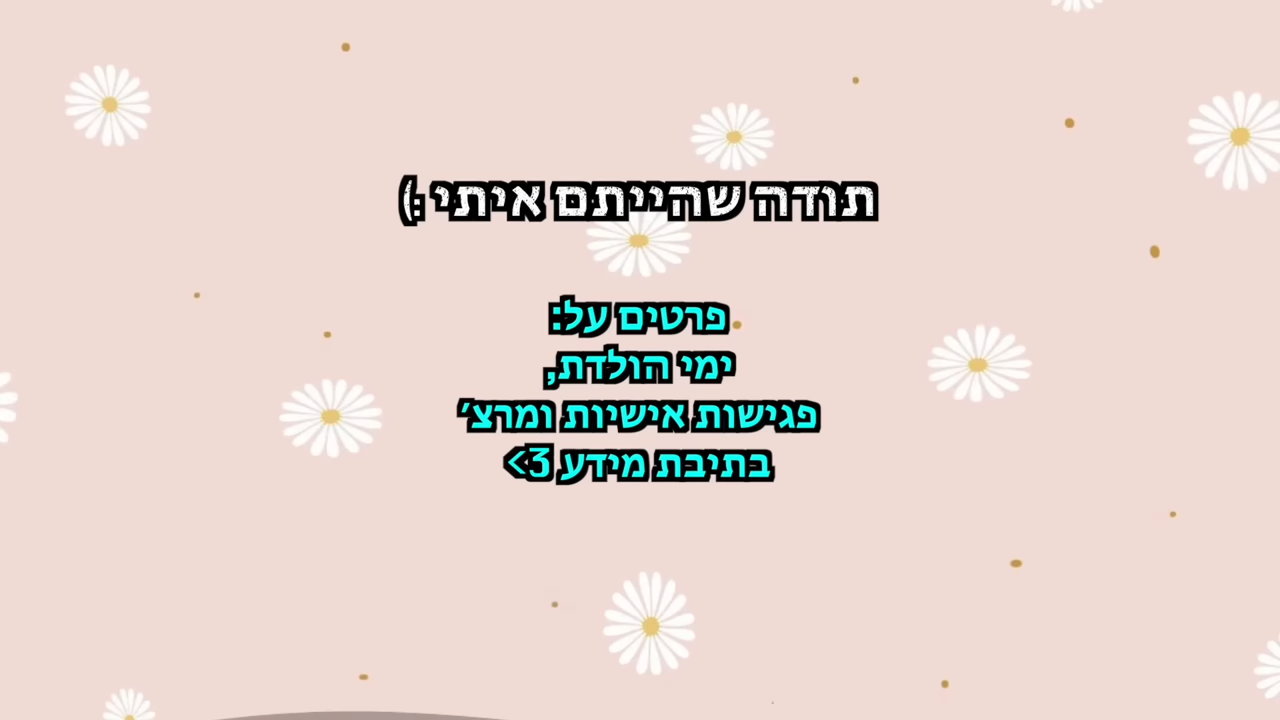 תודה שהייתם איתי :)
פרטים על:
ימי הולדת,
פגישות אישיות ומרצ'
בתיבת מידע <3